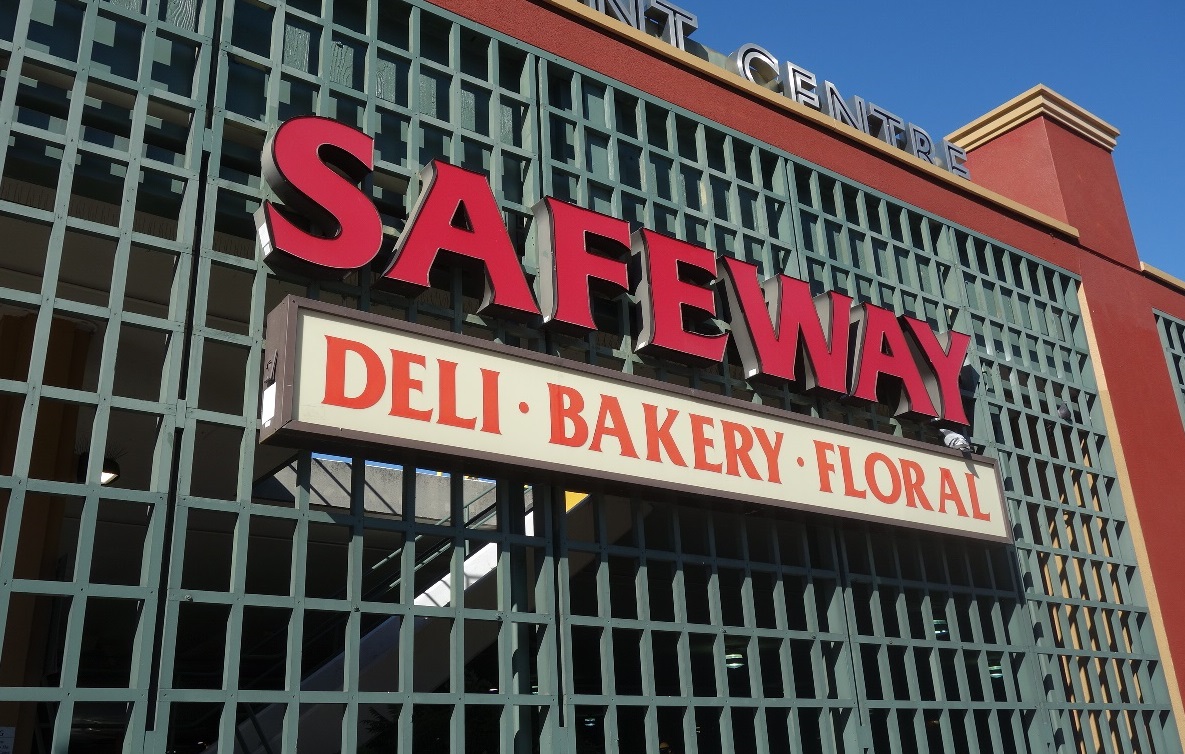 CENTRE
SAFEWAY
DELI · BAKERY · FLORAL